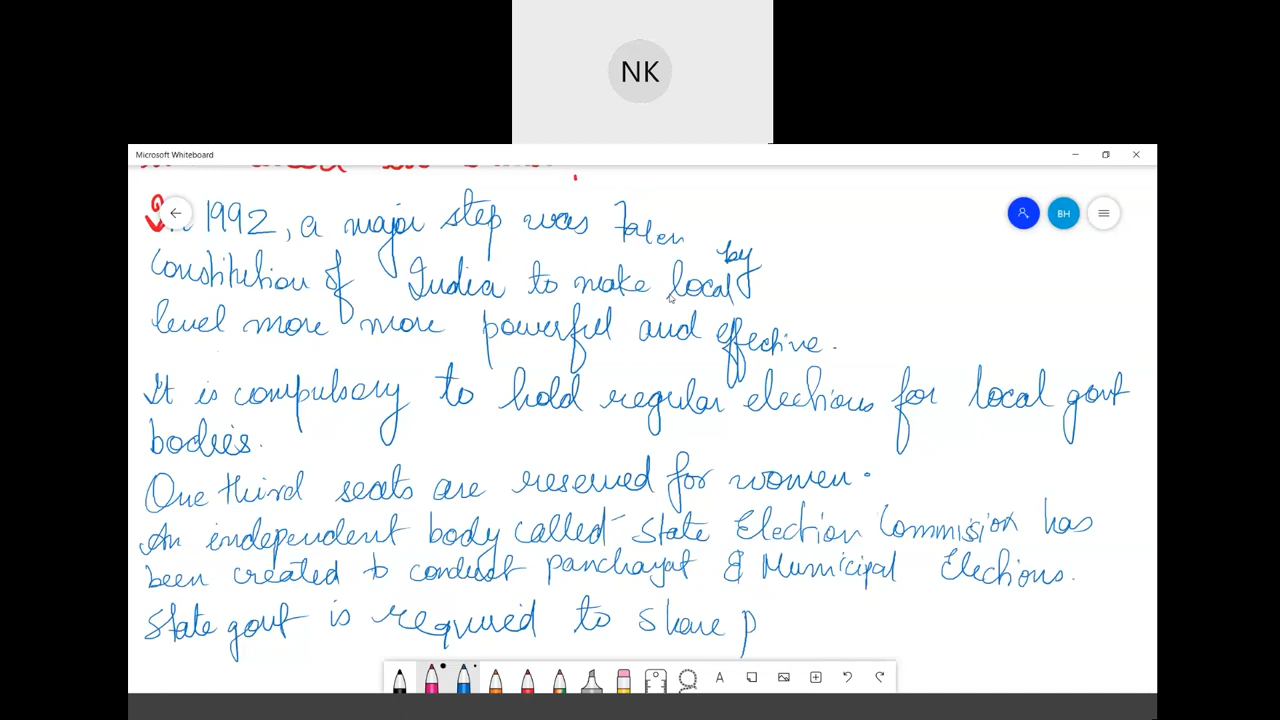 NK
Microsoft Whiteboard
BH
In 1992, a major step was taken by
Constitution of India to make local
level more more powerful and effective.
It is compulsory to hold regular elections for local govt
bodies.
One third seats are reserved for women.
An independent body called State Election Commission has
been created to conduct panchayat & Municipal Elections.
State govt is required to share p
A